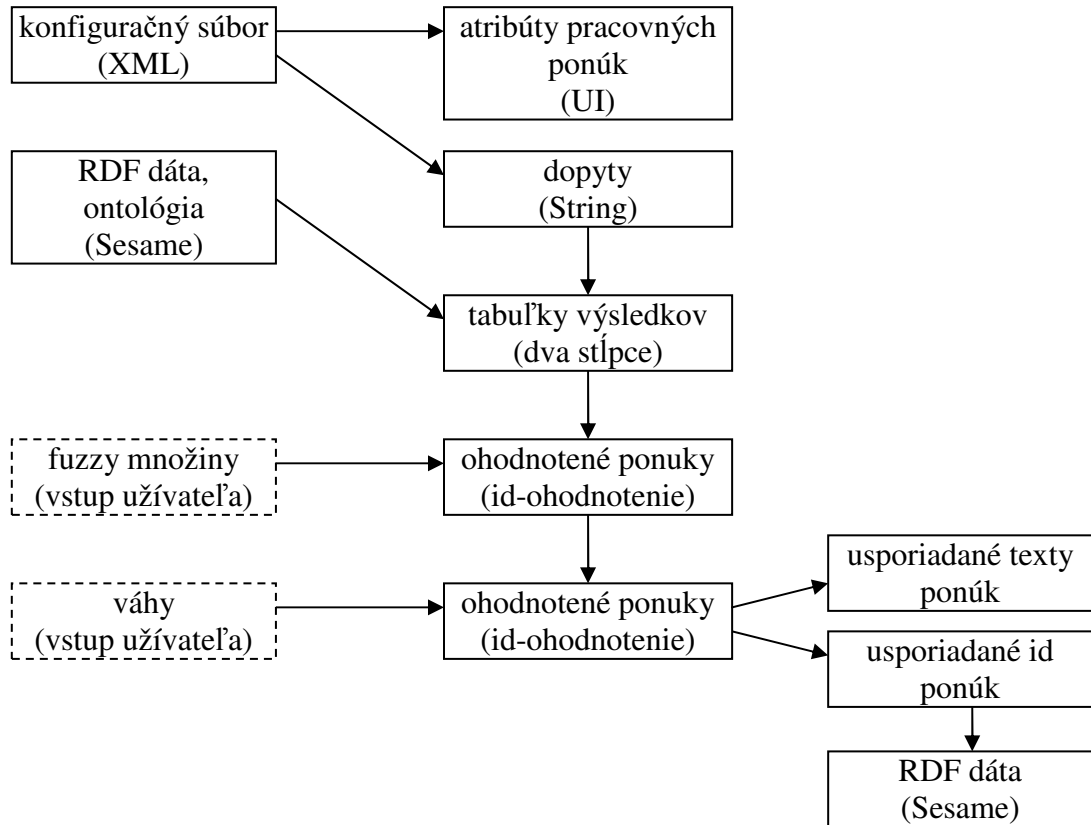 konfiguračný súbor
(XML)
atribúty pracovných
ponúk
(UI)
RDF dáta,
ontológia
(Sesame)
dopyty
(String)
tabuľky výsledkov
(dva stĺpce)
fuzzy množiny
(vstup užívateľa)
ohodnotené ponuky
(id-ohodnotenie)
váhy
(vstup užívateľa)
ohodnotené ponuky
(id-ohodnotenie)
usporiadané texty
ponúk
usporiadané id
ponúk
RDF dáta
(Sesame)